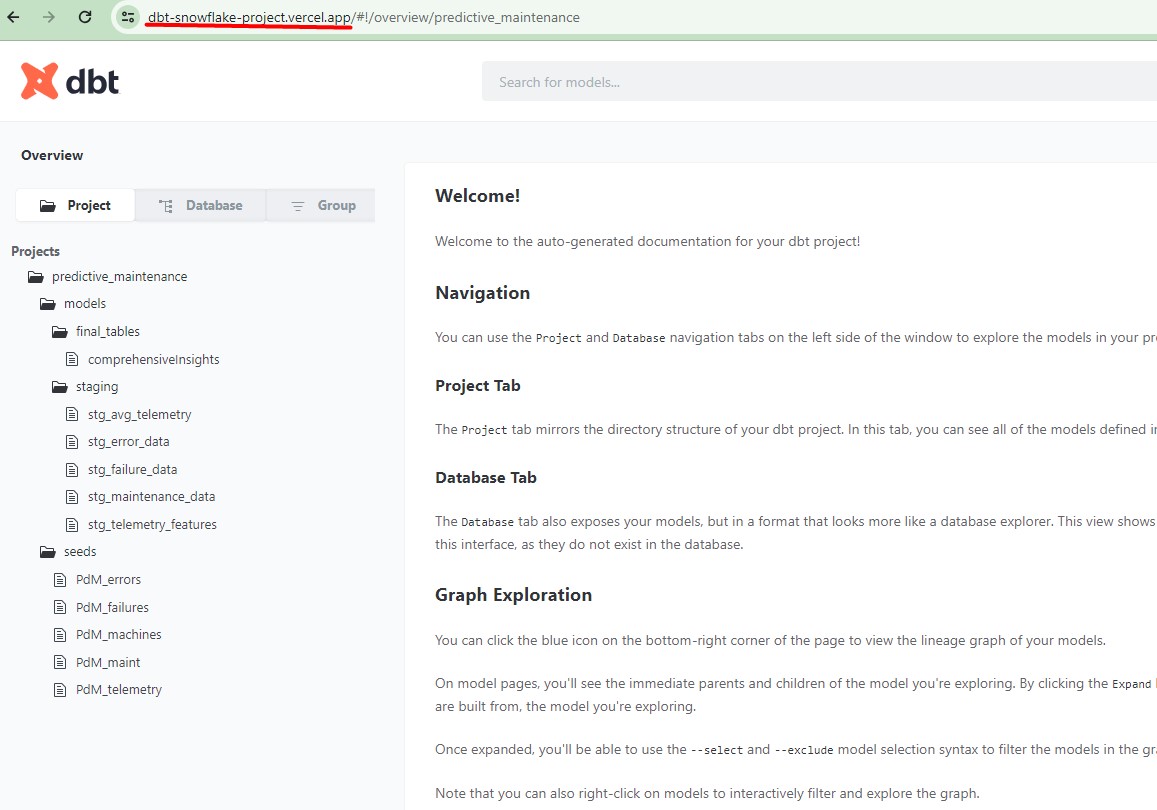 dbt-snowflake-project.vercel.app/#!/overview/predictive_maintenance
dbt
Search for models...
Overview
Project
Database
Group
Projects
predictive_maintenance
models
final_tables
comprehensiveInsights
staging
stg_avg_telemetry
stg_error_data
stg_failure_data
stg_maintenance_data
stg_telemetry_features
seeds
PdM_errors
PdM_failures
PdM_machines
PdM_maint
PdM_telemetry
Welcome!
Welcome to the auto-generated documentation for your dbt project!
Navigation
You can use the Project and Database navigation tabs on the left side of the window to explore the models in your pr
Project Tab
The Project tab mirrors the directory structure of your dbt project. In this tab, you can see all of the models defined i
Database Tab
The Database tab also exposes your models, but in a format that looks more like a database explorer. This view shows
this interface, as they do not exist in the database.
Graph Exploration
You can click the blue icon on the bottom-right corner of the page to view the lineage graph of your models.
On model pages, you'll see the immediate parents and children of the model you're exploring. By clicking the Expand
are built from, the model you're exploring.
Once expanded, you'll be able to use the --select and --exclude model selection syntax to filter the models in the gr
Note that you can also right-click on models to interactively filter and explore the graph.